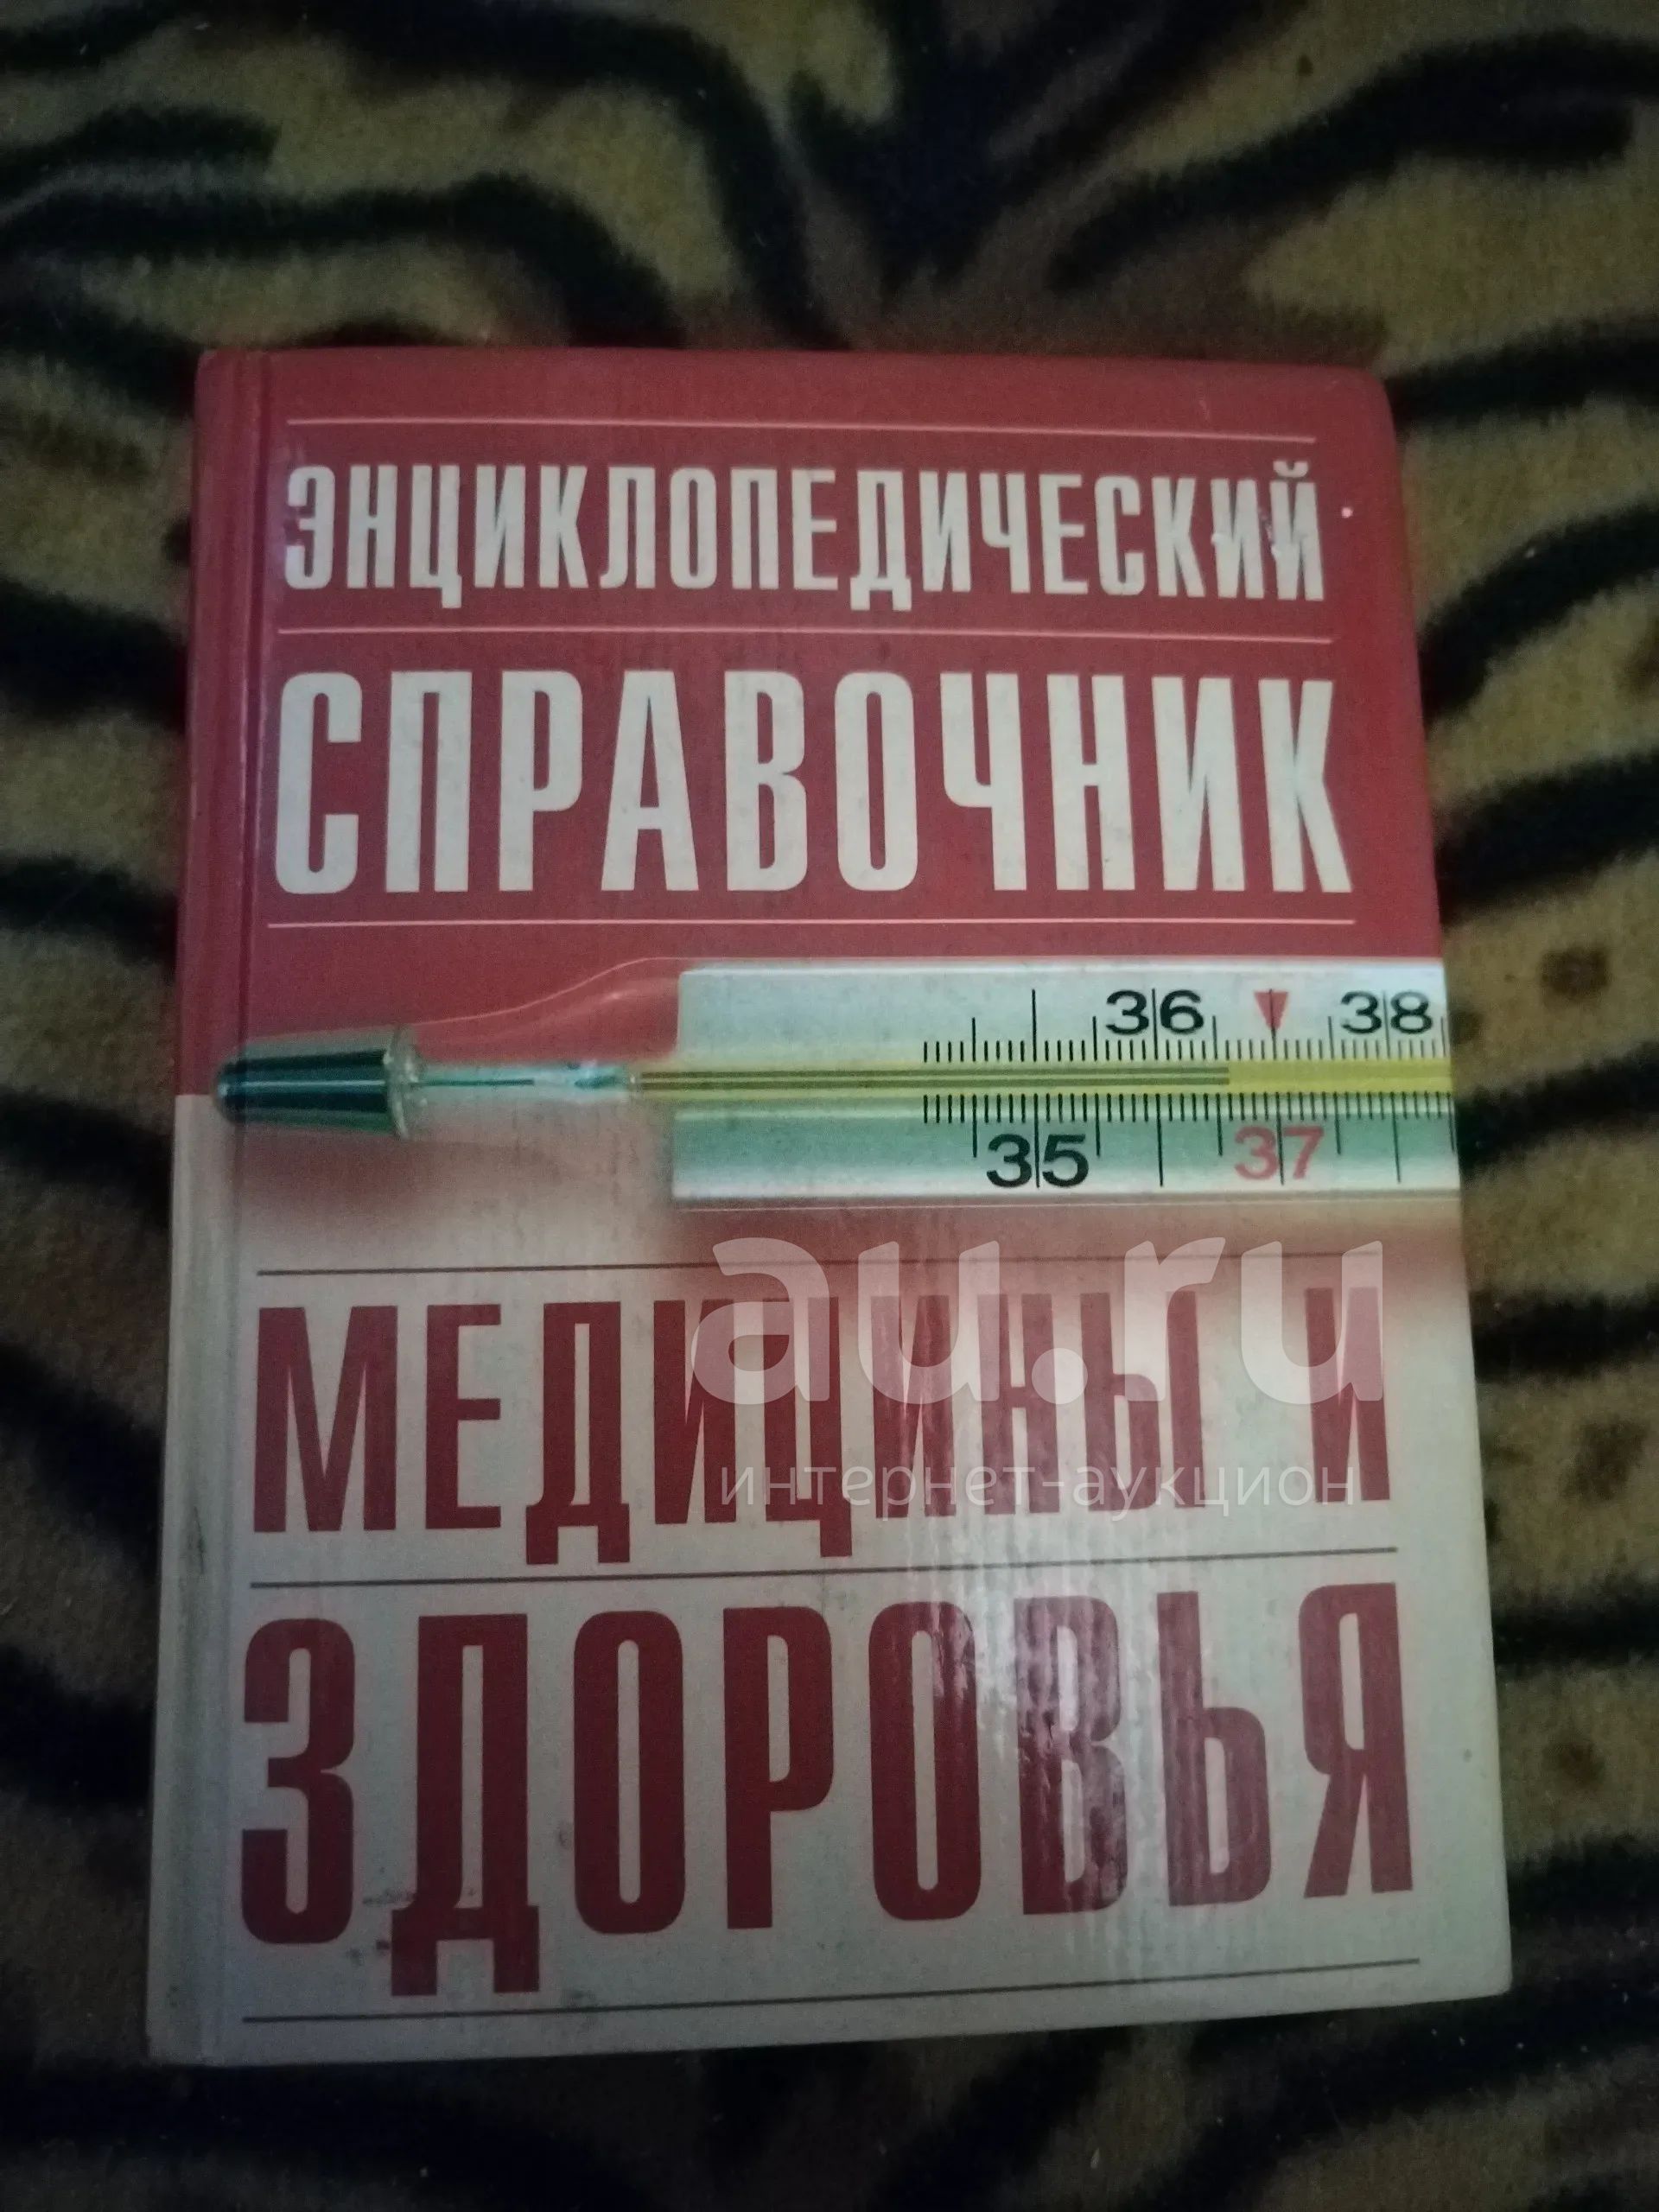 ЭНЦИКЛОПЕДИЧЕСКИЙ
СПРАВОЧНИК
36 38
35 37
МЕДИЦИНЫ И
ЗДОРОВЬЯ
au.ru
интернет-аукцион